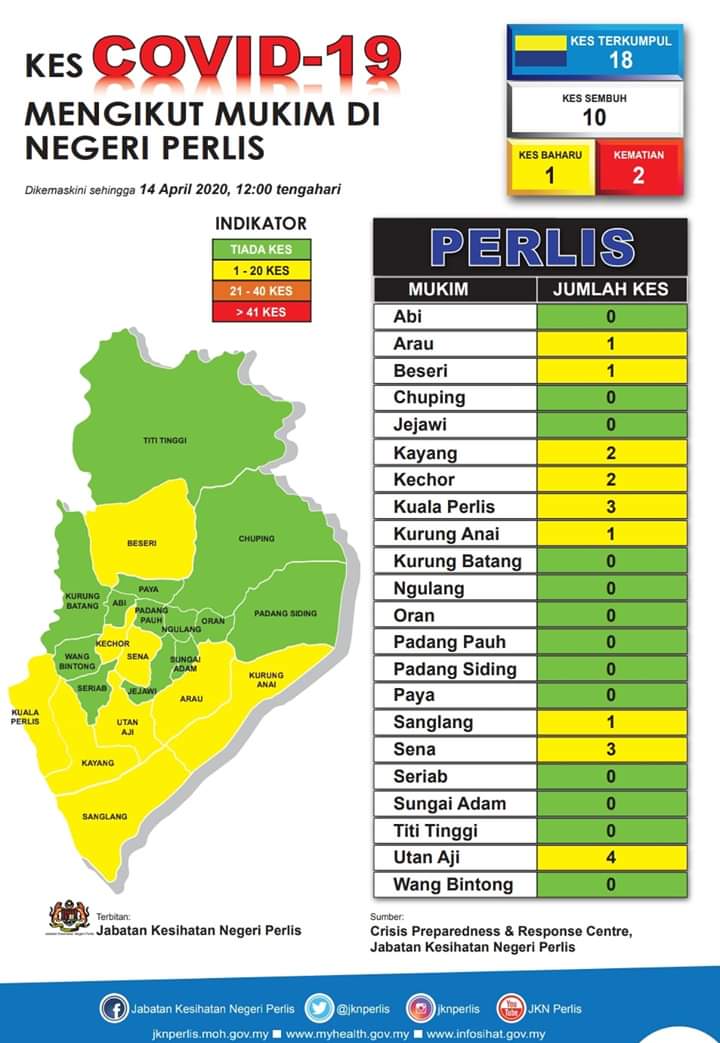 KES COVID-19
MENGIKUT MUKIM DI
NEGERI PERLIS
Dikemaskini sehingga 14 April 2020, 12:00 tengahari
KES TERKUMPUL
18
KES SEMBUH
10
KES BAHARU
1
KEMATIAN
2
INDIKATOR
TIADA KES
1 - 20 KES
21 - 40 KES
> 41 KES
TITI TINGGI
BESERI
CHUPING
PAYA
KURUNG
BATANG
ABI
PADANG
PAUH
NGULANG
ORAN
PADANG SIDING
KECHOR
WANG
BINTONG
SENA
SUNGAI
ADAM
KURUNG
ANAI
SERIAB
JEJAWI
ARAU
KUALA
PERLIS
UTAN
AJI
KAYANG
SANGLANG
PERLIS
MUKIM JUMLAH KES
Abi 0
Arau 1
Beseri 1
Chuping 0
Jejawi 0
Kayang 2
Kechor 2
Kuala Perlis 3
Kurung Anai 1
Kurung Batang 0
Ngulang 0
Oran 0
Padang Pauh 0
Padang Siding 0
Paya 0
Sanglang 1
Sena 3
Seriab 0
Sungai Adam 0
Titi Tinggi 0
Utan Aji 4
Wang Bintong 0
Terbitan:
Jabatan Kesihatan Negeri Perlis
Sumber:
Crisis Preparedness & Response Centre,
Jabatan Kesihatan Negeri Perlis
Jabatan Kesihatan Negeri Perlis @jknperlis jknperlis JKN Perlis
jknperlis.moh.gov.my ■ www.myhealth.gov.my ■ www.infosihat.gov.my